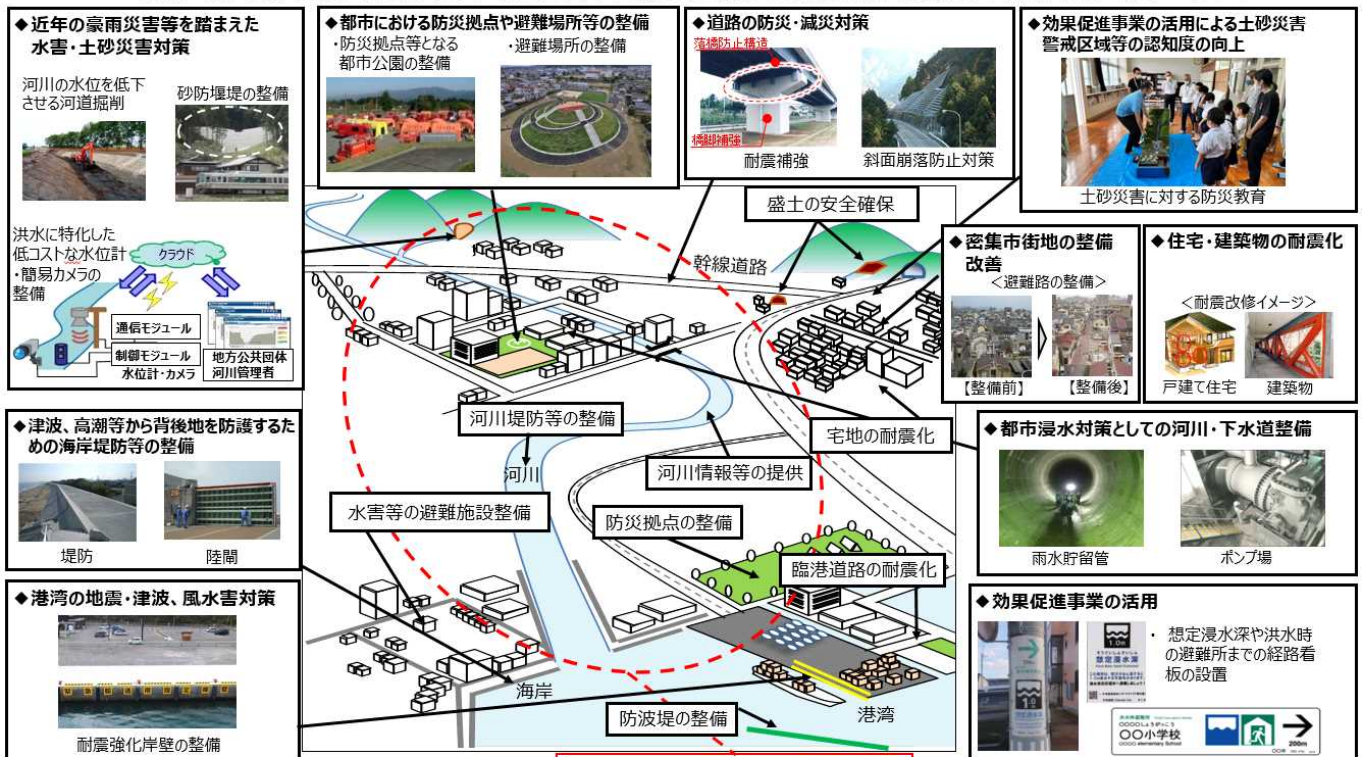 ◆近年の豪雨災害等を踏まえた
水害・土砂災害対策
河川の水位を低下
させる河道掘削
砂防堰堤の整備
洪水に特化した
低コストな水位計
・簡易カメラの
整備
クラウド
通信モジュール
制御モジュール
水位計・カメラ
地方公共団体
河川管理者
◆都市における防災拠点や避難場所等の整備
・防災拠点等となる
都市公園の整備
・避難場所の整備
◆道路の防災・減災対策
落橋防止構造
橋脚補強
耐震補強
斜面崩落防止対策
◆効果促進事業の活用による土砂災害
警戒区域等の認知度の向上
土砂災害に対する防災教育
盛土の安全確保
幹線道路
◆密集市街地の整備
改善
<避難路の整備>
【整備前】
【整備後】
◆住宅・建築物の耐震化
<耐震改修イメージ>
戸建て住宅
建築物
◆津波、高潮等から背後地を防護するた
めの海岸堤防等の整備
堤防
陸閘
河川堤防等の整備
河川
宅地の耐震化
河川情報等の提供
水害等の避難施設整備
防災拠点の整備
臨港道路の耐震化
◆都市浸水対策としての河川・下水道整備
雨水貯留管
ポンプ場
◆港湾の地震・津波、風水害対策
耐震強化岸壁の整備
海岸
港湾
防波堤の整備
◆効果促進事業の活用
・ 想定浸水深や洪水時
の避難所までの経路看
板の設置
1.0m
想定浸水深
〇〇〇〇しょうがっこう
〇〇小学校
〇〇〇〇 elementary School
200m